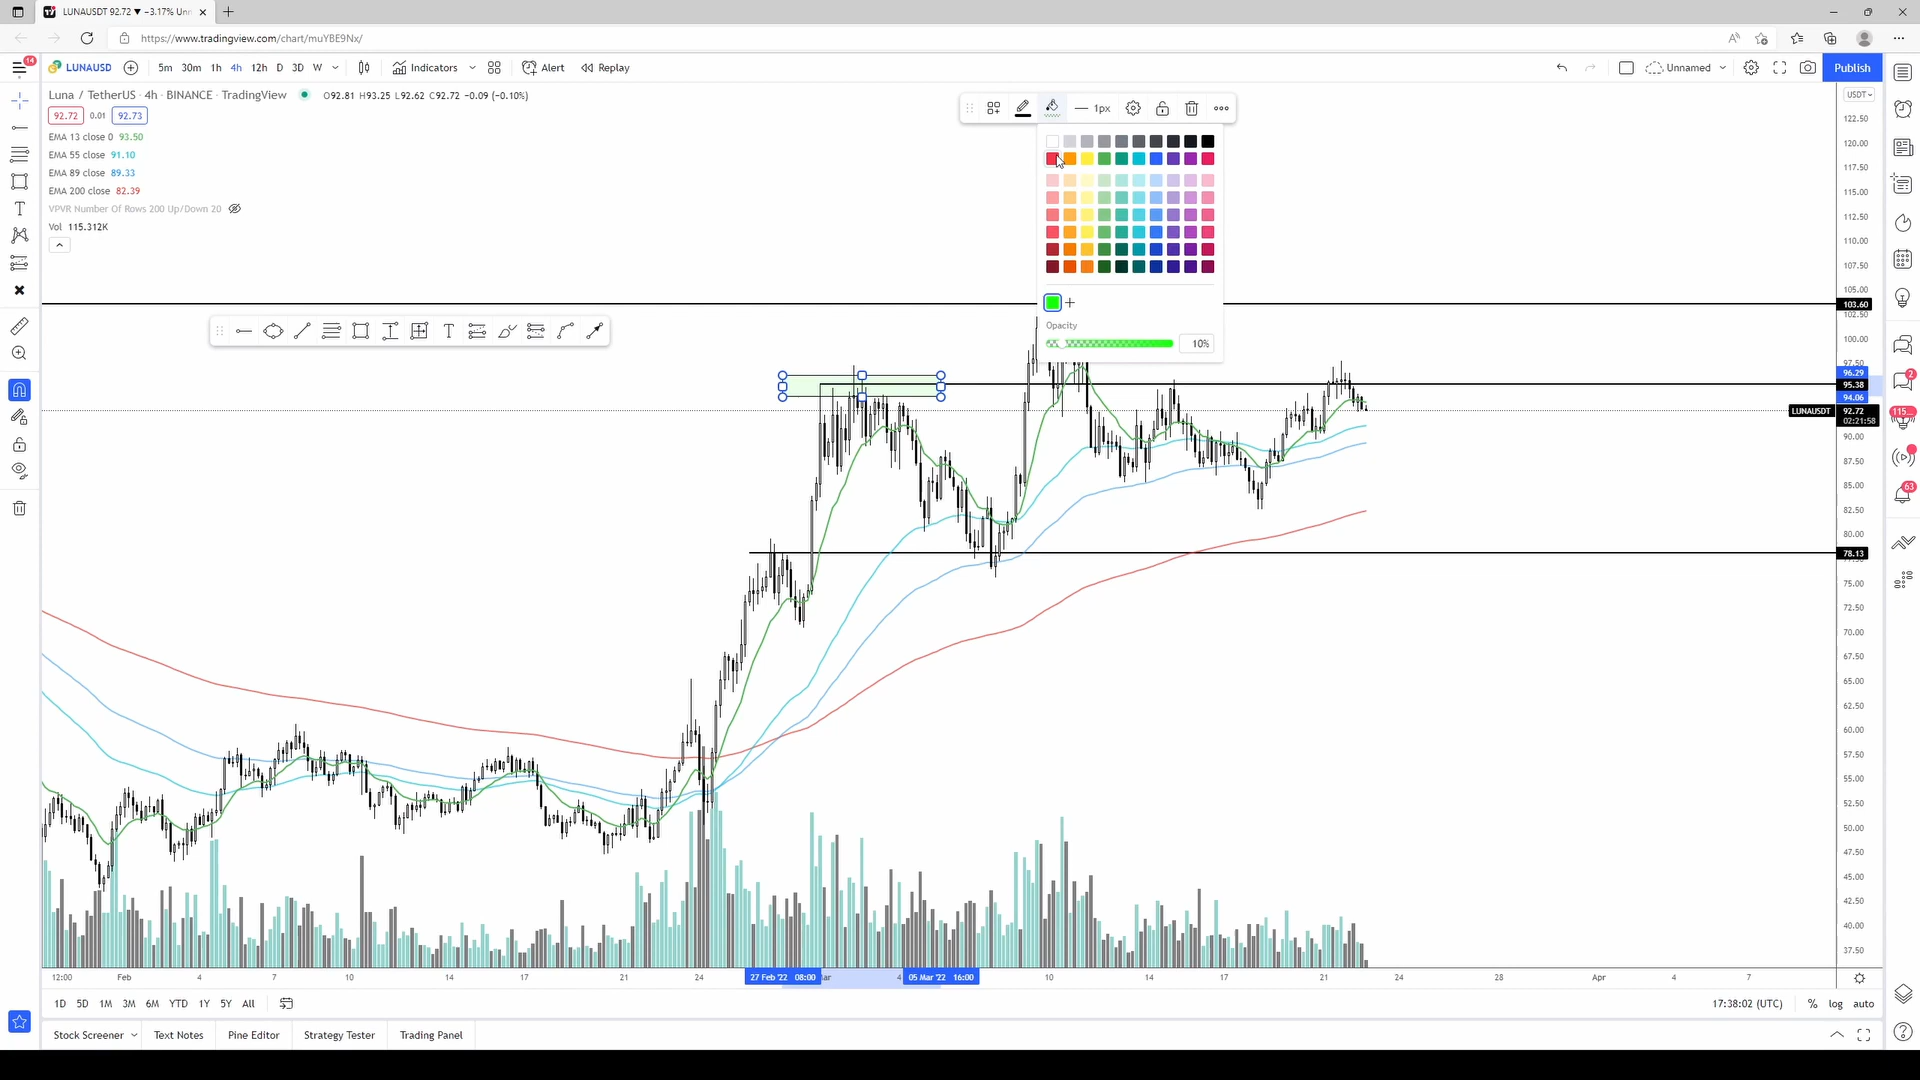 LUNAUSDT 92.72 ▼ −3.17% Unn
https://www.tradingview.com/chart/muYBE9Nx/
14
LUNAUSD
5m 30m 1h 4h 12h D 3D W
Indicators
Alert
Replay
Unnamed
Publish
Luna / TetherUS · 4h · BINANCE · TradingView
O92.81 H93.25 L92.62 C92.72 −0.09 (−0.10%)
92.72 0.01 92.73
EMA 13 close 0 93.50
EMA 55 close 91.10
EMA 89 close 89.33
EMA 200 close 82.39
VPVR Number Of Rows 200 Up/Down 20
Vol 115.312K
1px
Opacity
10%
USDT
122.50
120.00
117.50
115.00
112.50
110.00
107.50
105.00
103.60
102.50
100.00
97.50
96.29
95.38
94.06
LUNAUSDT 92.72
02:21:58
90.00
87.50
85.00
82.50
80.00
78.13
75.00
72.50
70.00
67.50
65.00
62.50
60.00
57.50
55.00
52.50
50.00
47.50
45.00
42.50
40.00
37.50
2
115...
63
12:00 Feb 4 7 10 14 17 21 24 27 Feb '22 08:00 4 05 Mar '22 16:00 10 14 17 21 24 28 Apr 4 7
1D 5D 1M 3M 6M YTD 1Y 5Y All
17:38:02 (UTC) % log auto
Stock Screener Text Notes Pine Editor Strategy Tester Trading Panel